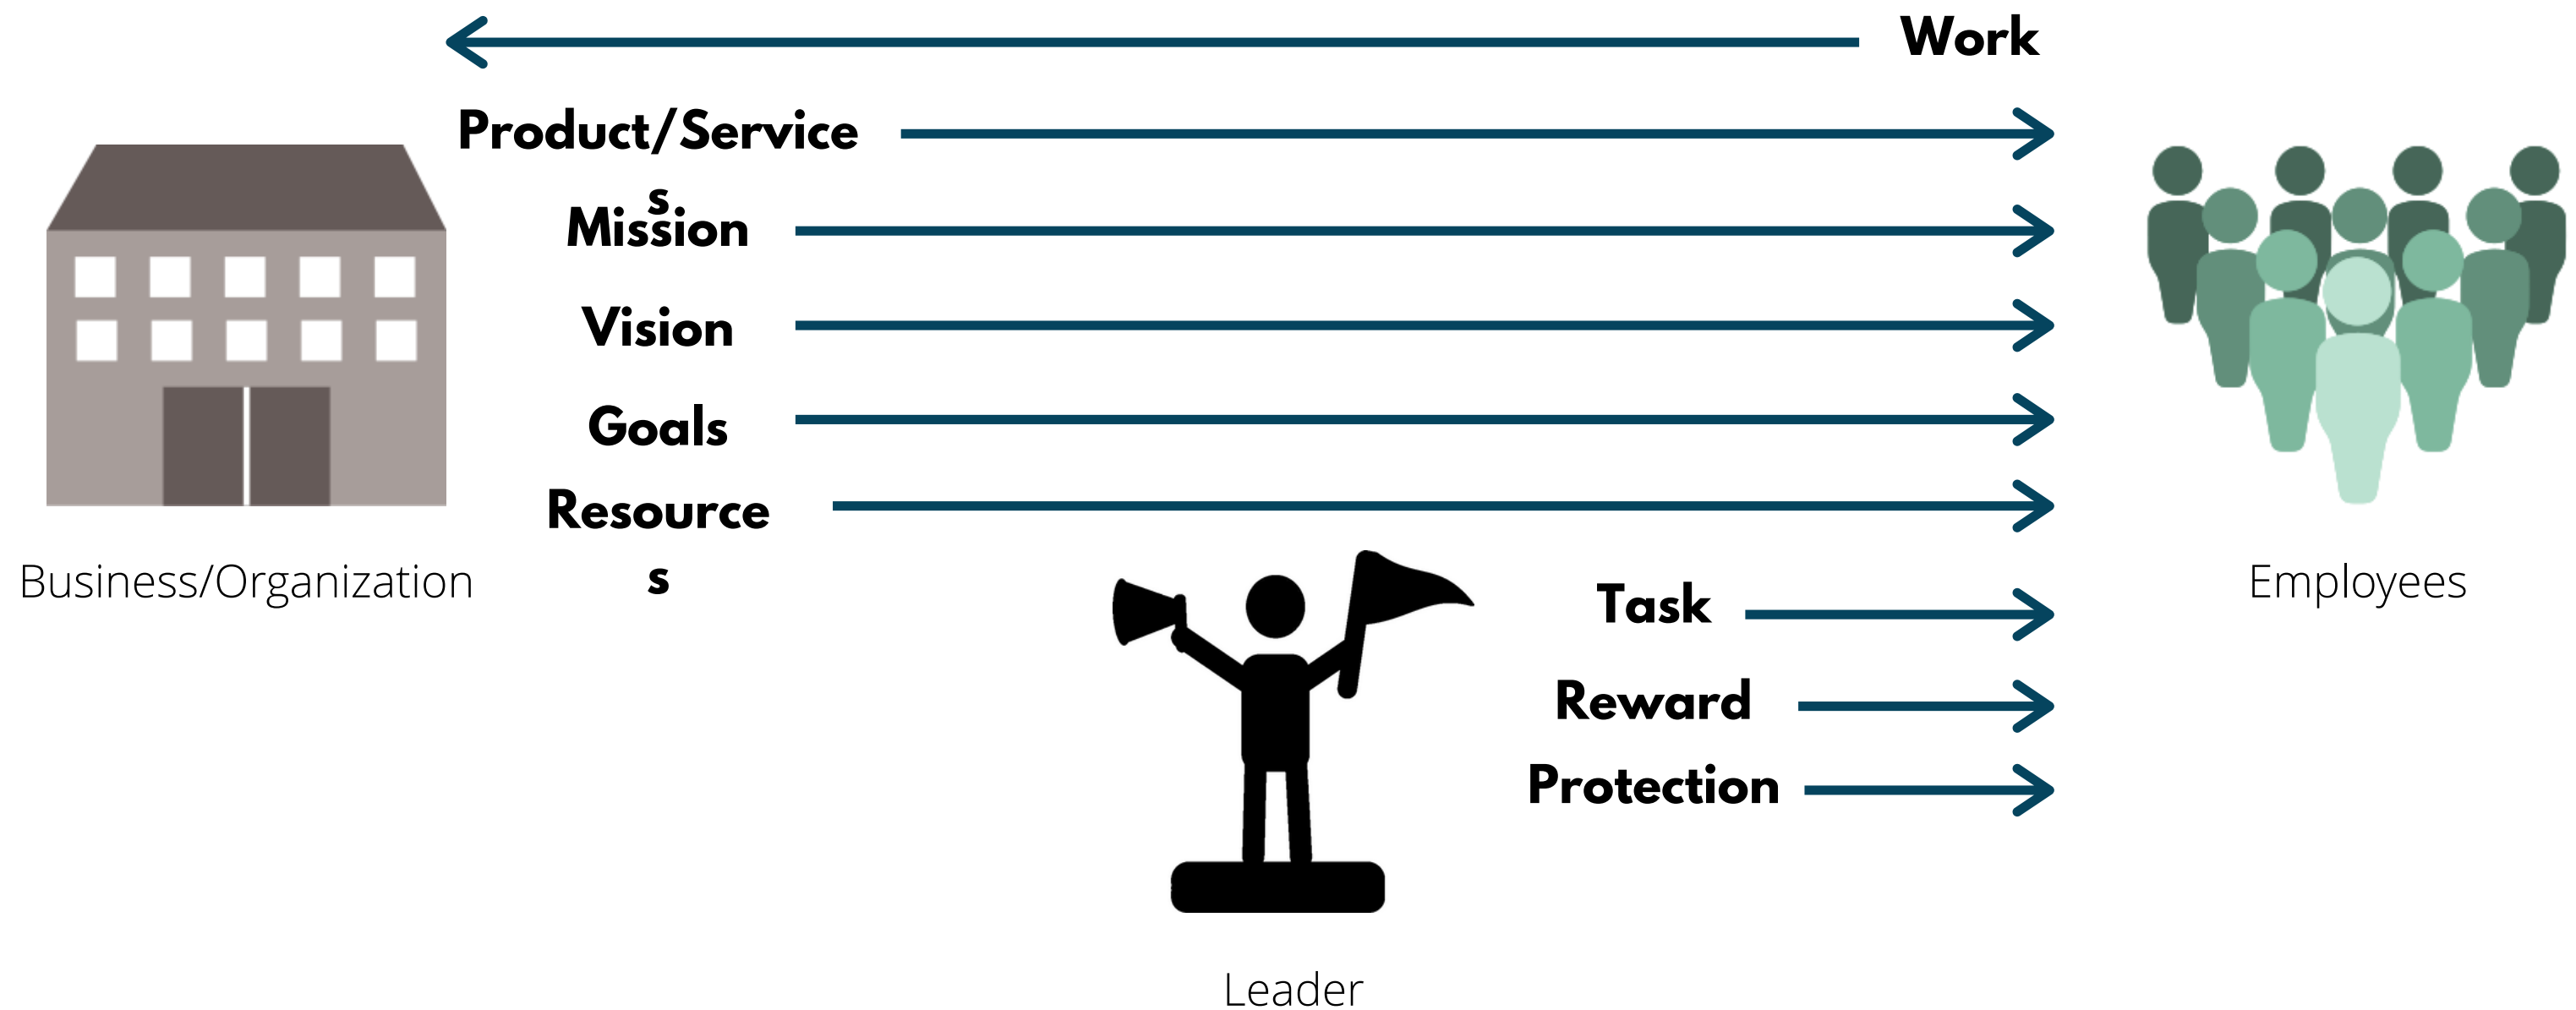 Work
Product/Service
s
Mission
Vision
Goals
Resource
s
Business/Organization
Employees
Task
Reward
Protection
Leader